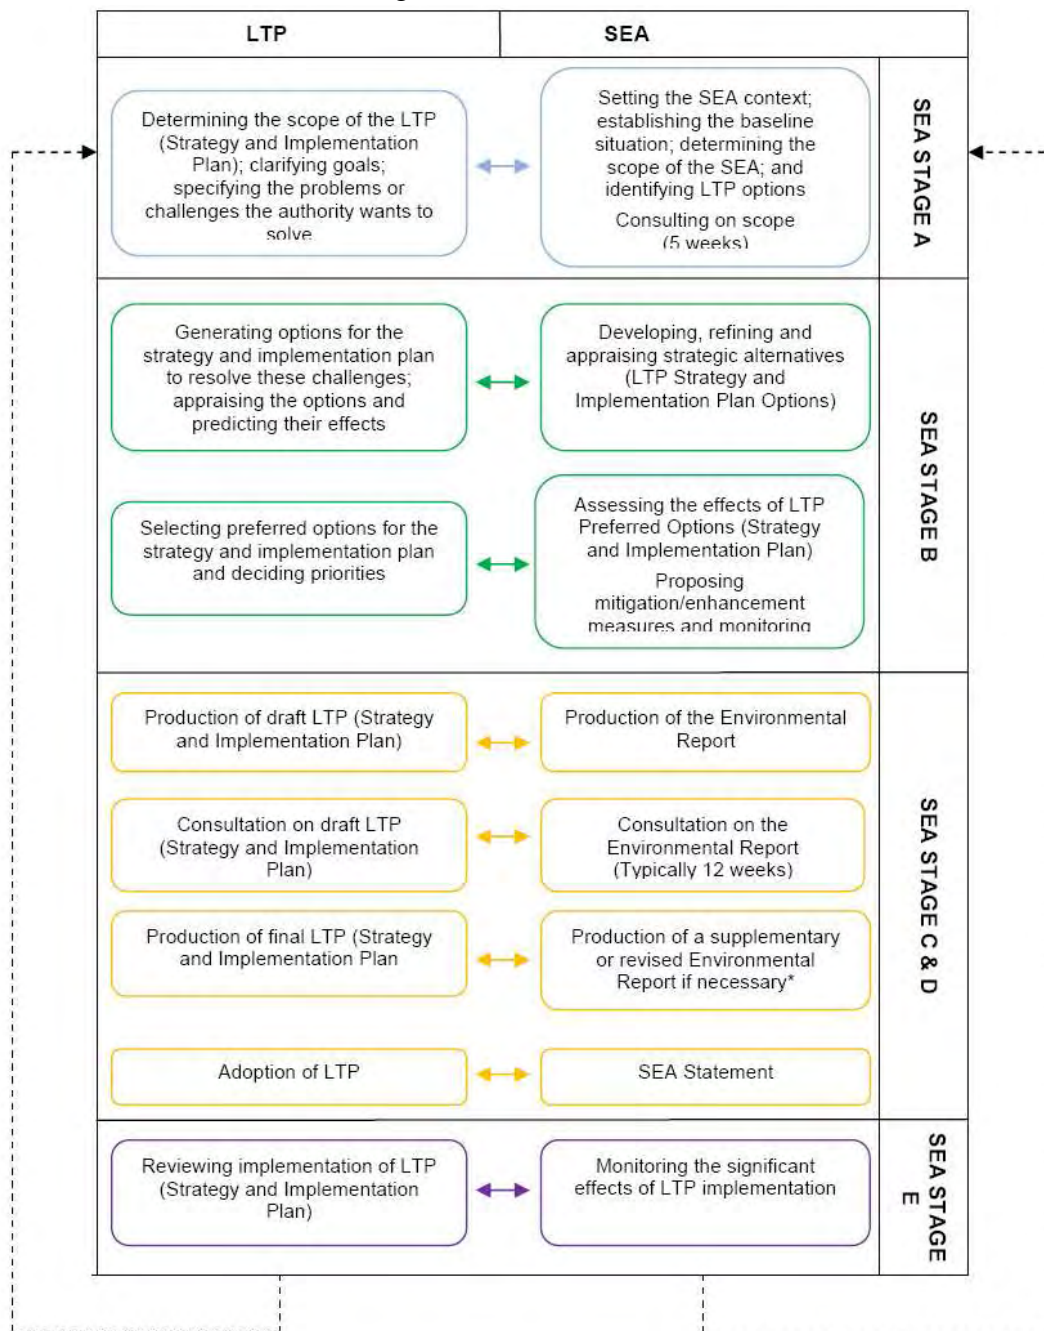 LTP
SEA
Determining the scope of the LTP
(Strategy and Implementation
Plan); clarifying goals;
specifying the problems or
challenges the authority wants to
solve
Setting the SEA context;
establishing the baseline
situation; determining the
scope of the SEA; and
identifying LTP options
Consulting on scope
(5 weeks)
SEA STAGE A
Generating options for the
strategy and implementation plan
to resolve these challenges;
appraising the options and
predicting their effects
Developing, refining and
appraising strategic alternatives
(LTP Strategy and
Implementation Plan Options)
Selecting preferred options for the
strategy and implementation plan
and deciding priorities
Assessing the effects of LTP
Preferred Options (Strategy
and Implementation Plan)
Proposing
mitigation/enhancement
measures and monitoring
SEA STAGE B
Production of draft LTP (Strategy
and Implementation Plan)
Production of the Environmental
Report
Consultation on draft LTP
(Strategy and Implementation
Plan)
Consultation on the
Environmental Report
(Typically 12 weeks)
Production of final LTP (Strategy
and Implementation Plan
Production of a supplementary
or revised Environmental
Report if necessary*
Adoption of LTP
SEA Statement
SEA STAGE C & D
Reviewing implementation of LTP
(Strategy and Implementation
Plan)
Monitoring the significant
effects of LTP implementation
SEA STAGE
E